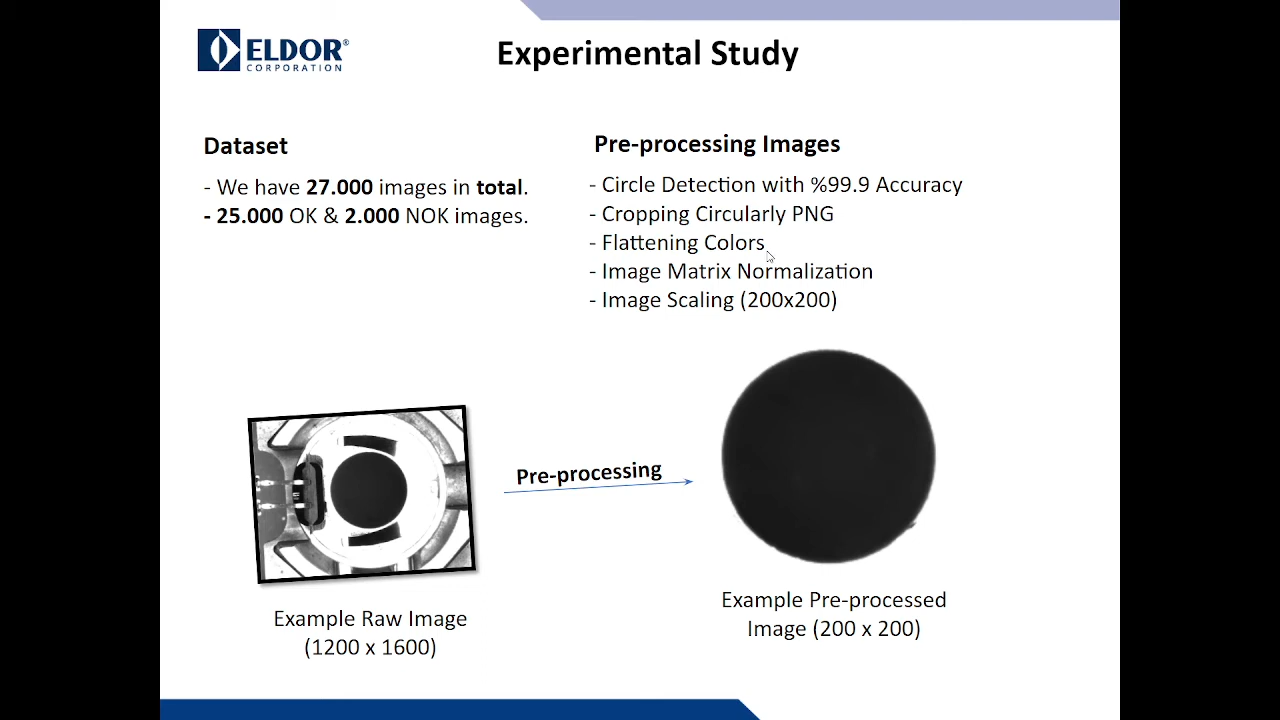 ELDOR®
CORPORATION
Experimental Study
Dataset
- We have 27.000 images in total.
- 25.000 OK & 2.000 NOK images.
Pre-processing Images
- Circle Detection with %99.9 Accuracy
- Cropping Circularly PNG
- Flattening Colors
- Image Matrix Normalization
- Image Scaling (200x200)
Pre-processing
Example Raw Image
(1200 x 1600)
Example Pre-processed
Image (200 x 200)